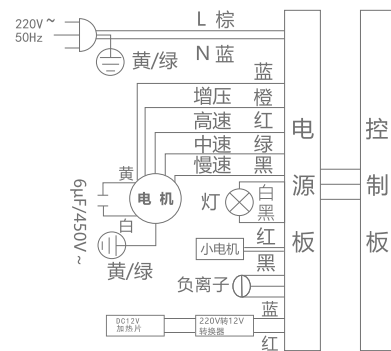 220V～
50Hz
L 棕
N 蓝
黄/绿
蓝
增压 橙
高速 红
中速 绿
慢速 黑
黄
电机
6μF/450V～
白
黄/绿
灯
白
黑
小电机
红
黑
负离子
蓝
DC12V
加热片
220V转12V
转换器
红
电源板
控制板